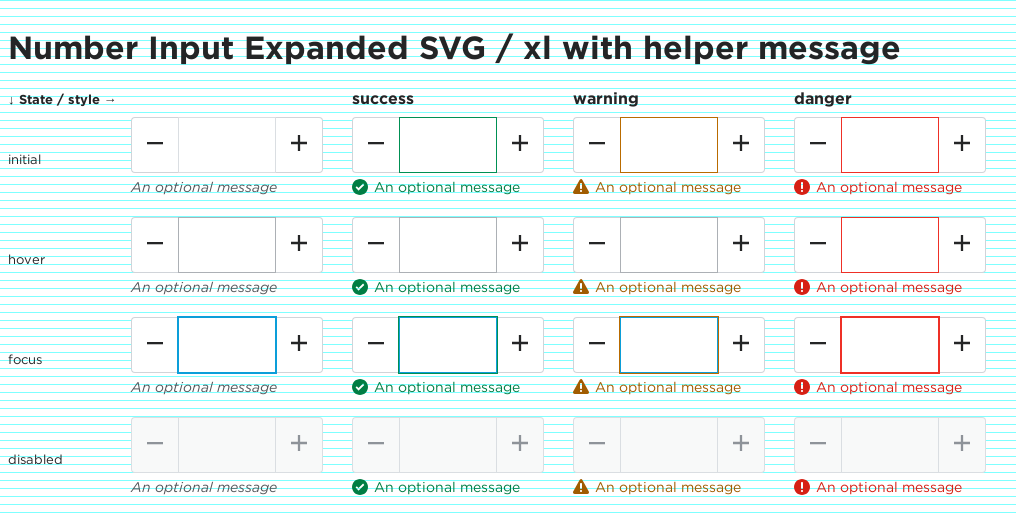 Number Input Expanded SVG / xl with helper message
↓ State / style → success warning danger
initial
An optional message An optional message An optional message An optional message
hover
An optional message An optional message An optional message An optional message
focus
An optional message An optional message An optional message An optional message
disabled
An optional message An optional message An optional message An optional message